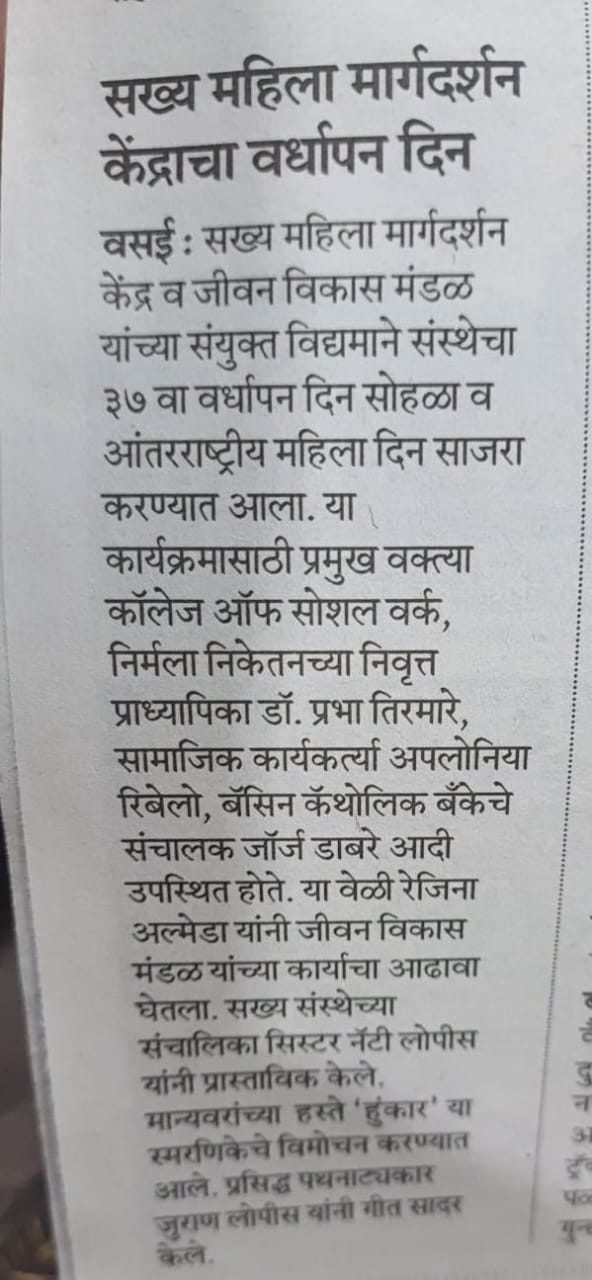 सख्य महिला मार्गदर्शन
केंद्राचा वर्धापन दिन
वसई : सख्य महिला मार्गदर्शन
केंद्र व जीवन विकास मंडळ
यांच्या संयुक्त विद्यमाने संस्थेचा
३७ वा वर्धापन दिन सोहळा व
आंतरराष्ट्रीय महिला दिन साजरा
करण्यात आला. या
कार्यक्रमासाठी प्रमुख वक्त्या
कॉलेज ऑफ सोशल वर्क,
निर्मला निकेतनच्या निवृत्त
प्राध्यापिका डॉ. प्रभा तिरमारे,
सामाजिक कार्यकर्त्या अपलोनिया
रिबेलो, बॅसिन कॅथोलिक बँकेचे
संचालक जॉर्ज डाबरे आदी
उपस्थित होते. या वेळी रेजिना
अल्मेडा यांनी जीवन विकास
मंडळ यांच्या कार्याचा आढावा
घेतला. सख्य संस्थेच्या
संचालिका सिस्टर नॅटी लोपीस
यांनी प्रास्ताविक केले.
मान्यवरांच्या हस्ते 'हुंकार' या
स्मरणिकेचे विमोचन करण्यात
आले. प्रसिद्ध पथनाट्यकार
जुराण लोपीस यांनी गीत सादर
केले.